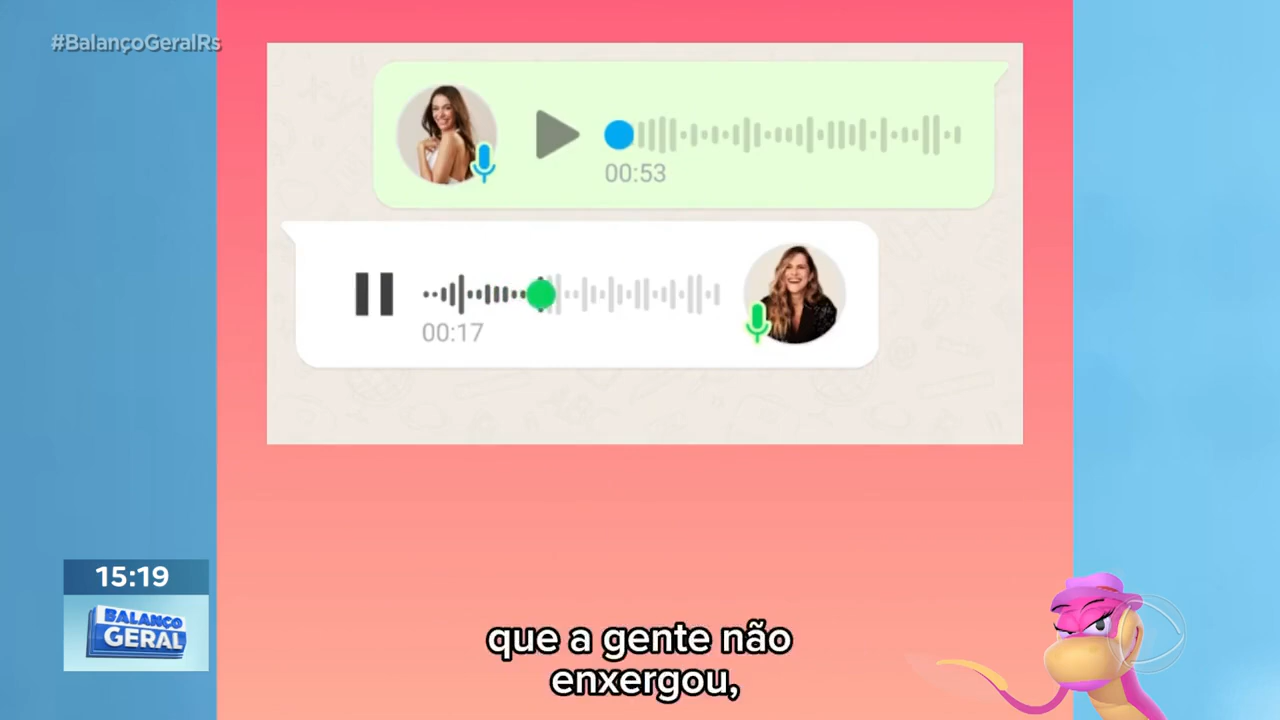 #BalançoGeralRs
00:53
00:17
15:19
BALANÇO
GERAL
que a gente não
enxergou,